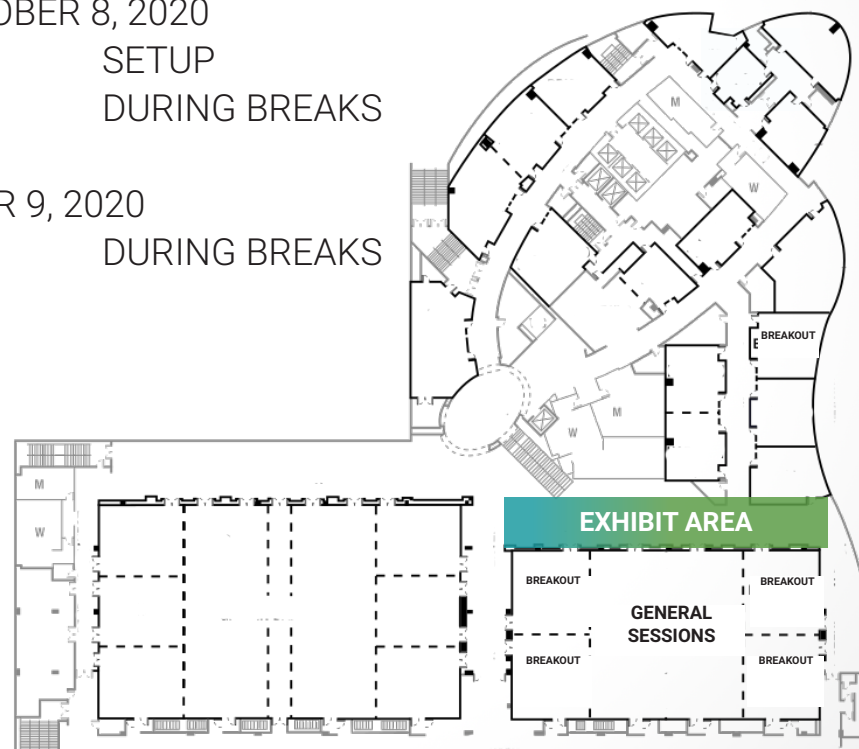 OBER 8, 2020
SETUP
DURING BREAKS
R 9, 2020
DURING BREAKS
M
W
BREAKOUT
M
W
M
W
EXHIBIT AREA
BREAKOUT
BREAKOUT
GENERAL
SESSIONS
BREAKOUT
BREAKOUT